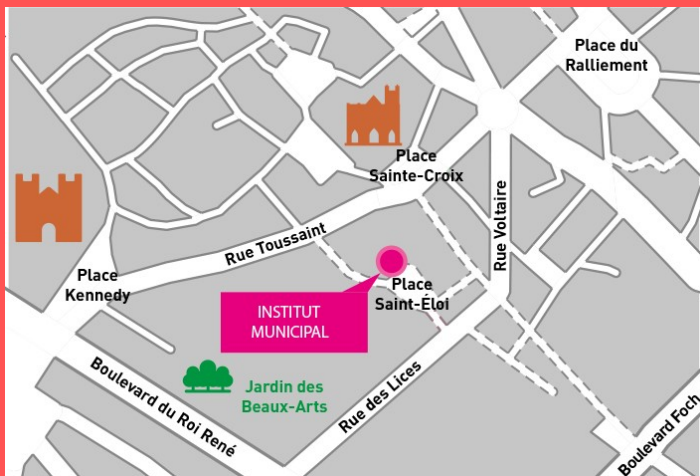 Place du
Ralliement
Place
Sainte-Croix
Rue Voltaire
Rue Toussaint
Place
Kennedy
Place
Saint-Éloi
INSTITUT
MUNICIPAL
Jardin des
Beaux-Arts
Boulevard du Roi René
Rue des Lices
Boulevard Foch